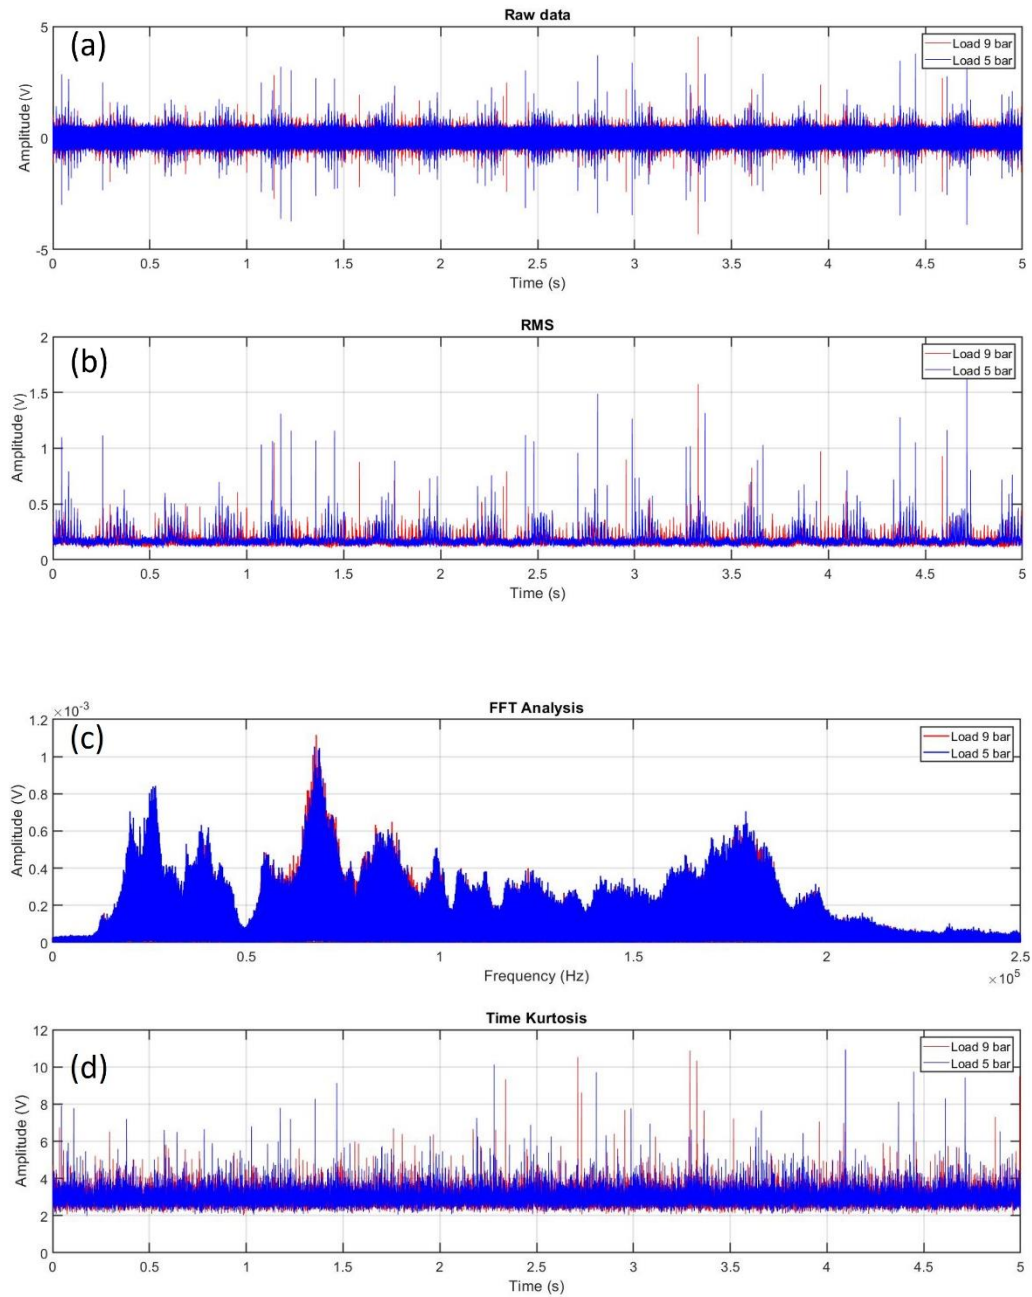 Raw data
(a)
Load 9 bar
Load 5 bar
Amplitude (V)
5
0
-5
0 0.5 1 1.5 2 2.5 3 3.5 4 4.5 5
Time (s)
RMS
(b)
Load 9 bar
Load 5 bar
Amplitude (V)
2
1.5
1
0.5
0
0 0.5 1 1.5 2 2.5 3 3.5 4 4.5 5
Time (s)
×10⁻³
FFT Analysis
(c)
Load 9 bar
Load 5 bar
Amplitude (V)
1.2
1
0.8
0.6
0.4
0.2
0
0 0.5 1 1.5 2 2.5
Frequency (Hz)
×10⁵
Time Kurtosis
(d)
Load 9 bar
Load 5 bar
Amplitude (V)
12
10
8
6
4
2
0
0 0.5 1 1.5 2 2.5 3 3.5 4 4.5 5
Time (s)